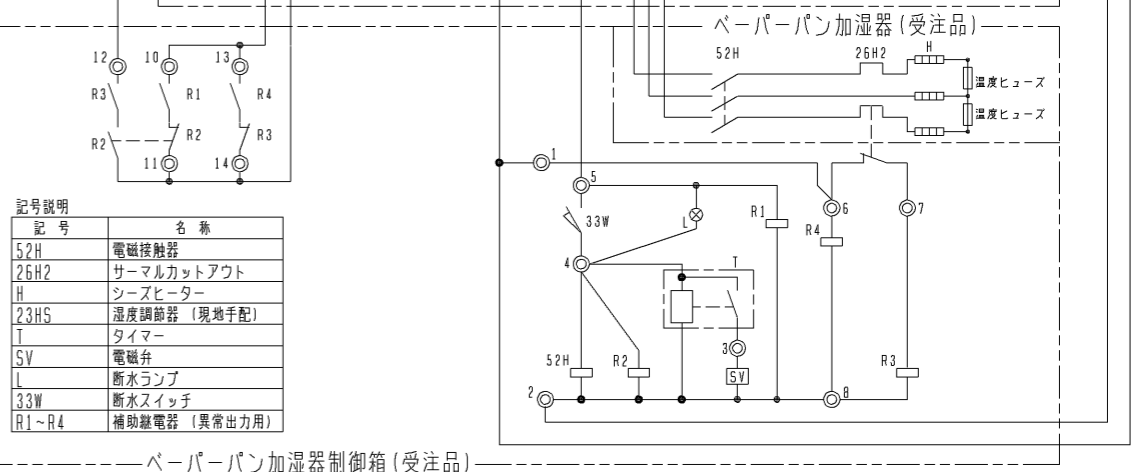 ベーパーパン加湿器(受注品)
52H
26H2
H
温度ヒューズ
温度ヒューズ
12
10
13
R3
R1
R4
R2
R2
R3
11
14
1
5
33W
L
R1
6
7
R4
4
T
3
SV
52H
R2
R3
2
8
記号説明
記 号 名 称
52H 電磁接触器
26H2 サーマルカットアウト
H シーズヒーター
23HS 湿度調節器 (現地手配)
T タイマー
SV 電磁弁
L 断水ランプ
33W 断水スイッチ
R1~R4 補助継電器 (異常出力用)
ベーパーパン加湿器制御箱(受注品)